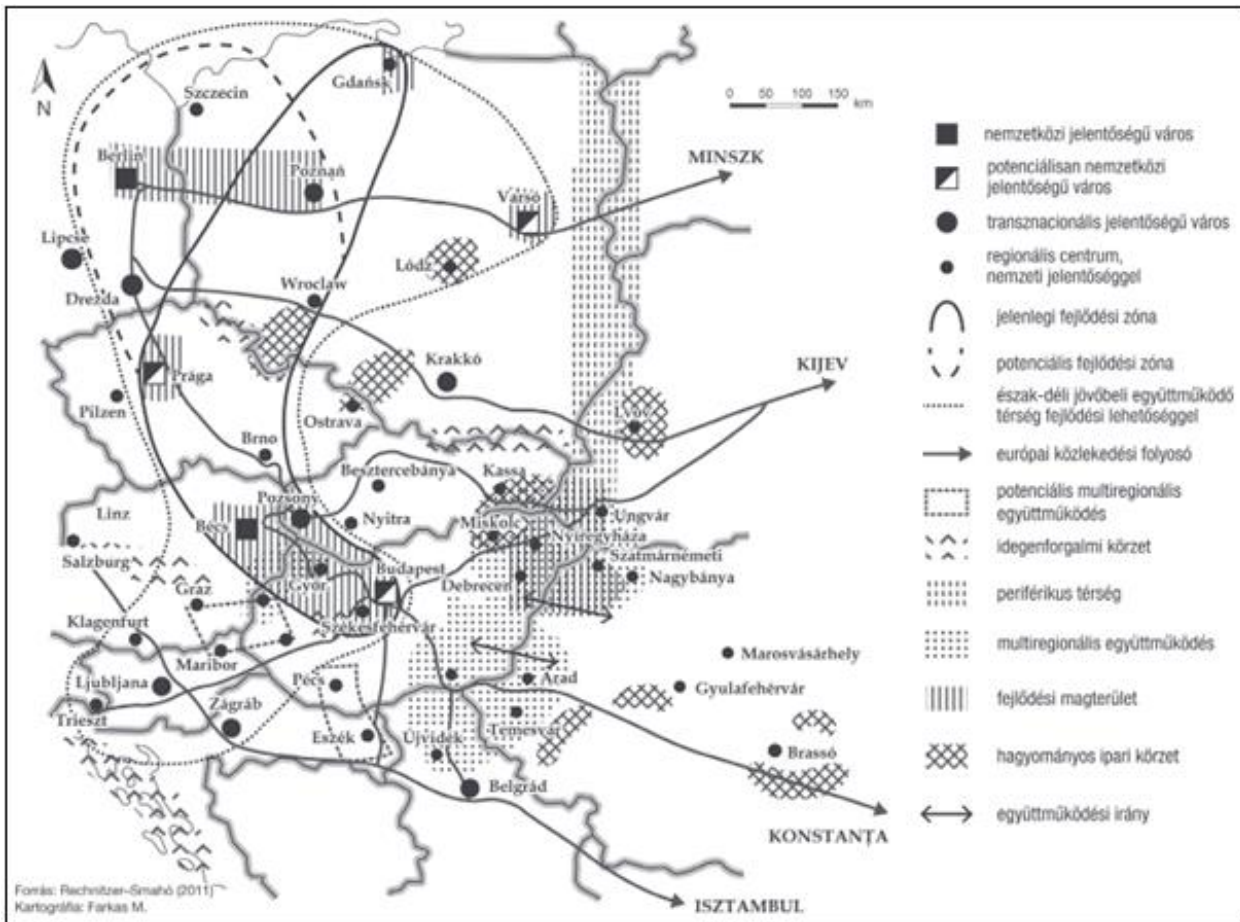 N
Gdańsk
Szczecin
0 50 100 150
km
Berlin
Poznań
MINSZK
Varsó
Lipcse
Lódz
Drezda
Wroclaw
Krakkó
KIJEV
Prága
Pilzen
Ostrava
Lvov
Brno
Besztercebánya
Kassa
Linz
Bécs
Pozsony
Nyitra
Miskolc
Ungvár
Nyíregyháza
Salzburg
Szatmárnémeti
Győr
Budapest
Debrecen
Nagybánya
Graz
Klagenfurt
Székesfehérvár
Maribor
Marosvásárhely
Ljubljana
Pécs
Arad
Gyulafehérvár
Trieszt
Zágráb
Eszék
Újvidék
Temesvár
Brassó
Belgrád
KONSTANȚA
ISZTAMBUL
nemzetközi jelentőségű város
potenciálisan nemzetközi
jelentőségű város
transznacionális jelentőségű város
regionális centrum,
nemzeti jelentőséggel
jelenlegi fejlődési zóna
potenciális fejlődési zóna
észak-déli jövőbeli együttműködő
térség fejlődési lehetőséggel
európai közlekedési folyosó
potenciális multiregionális
együttműködés
idegenforgalmi körzet
periférikus térség
multiregionális együttműködés
fejlődési magterület
hagyományos ipari körzet
együttműködési irány
Forrás: Rechnitzer-Smahó (2011)
Kartográfia: Farkas M.